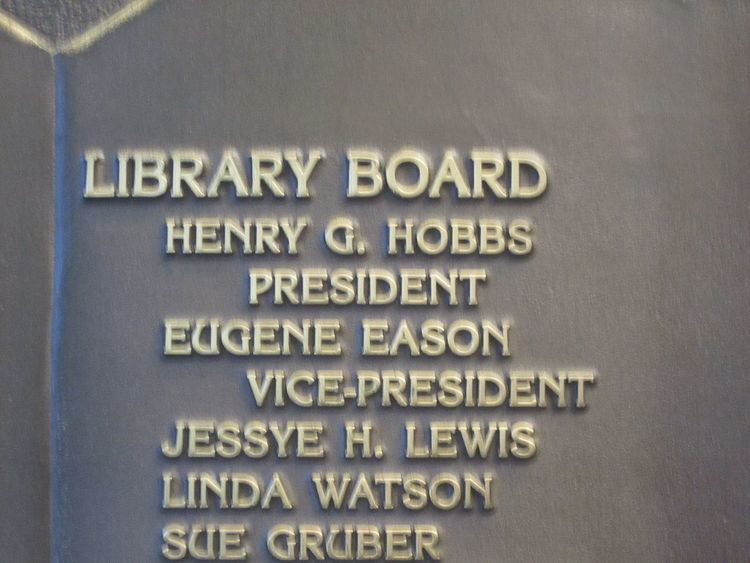 LIBRARY BOARD
HENRY G. HOBBS
PRESIDENT
EUGENE EASON
VICE-PRESIDENT
JESSYE H. LEWIS
LINDA WATSON
SUE GRUBER